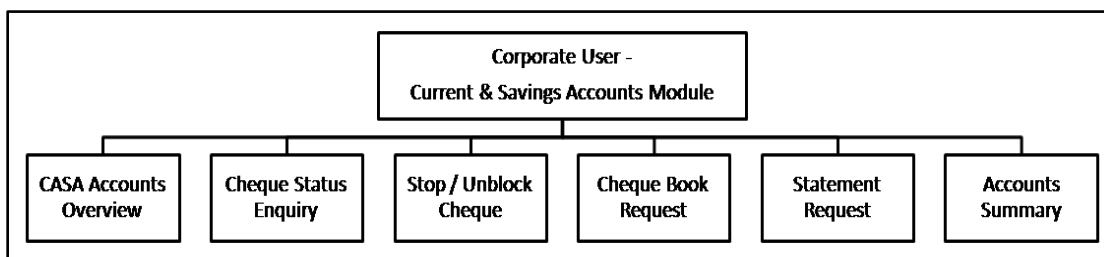 Corporate User -
Current & Savings Accounts Module
CASA Accounts
Overview
Cheque Status
Enquiry
Stop / Unblock
Cheque
Cheque Book
Request
Statement
Request
Accounts
Summary